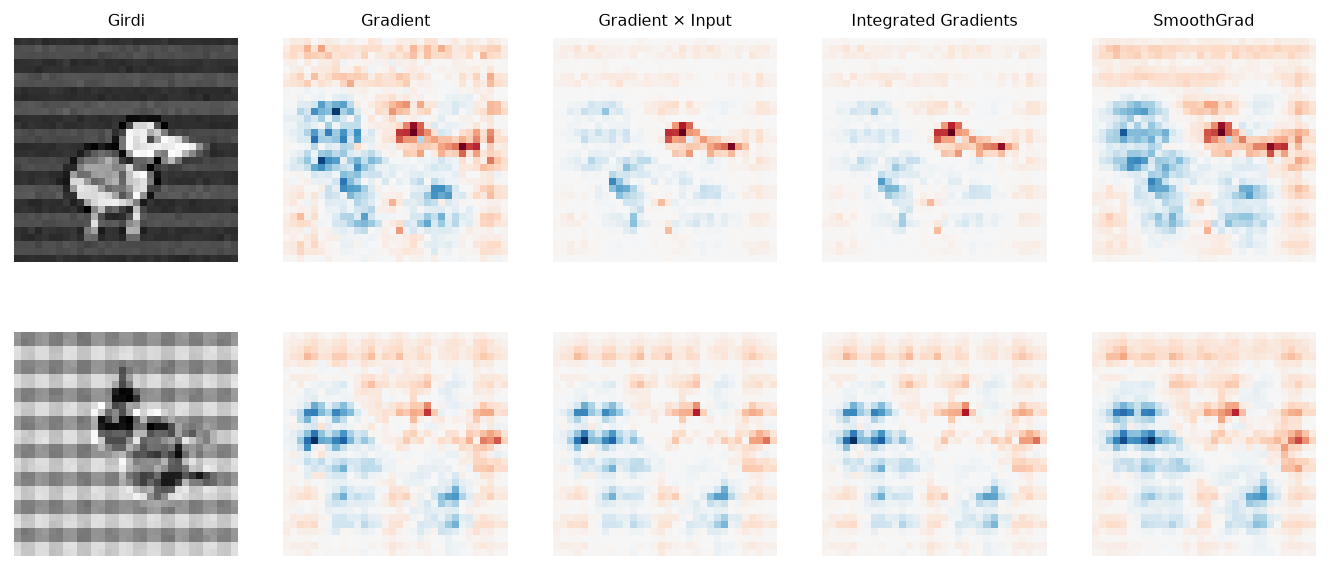 Girdi
Gradient
Gradient × Input
Integrated Gradients
SmoothGrad